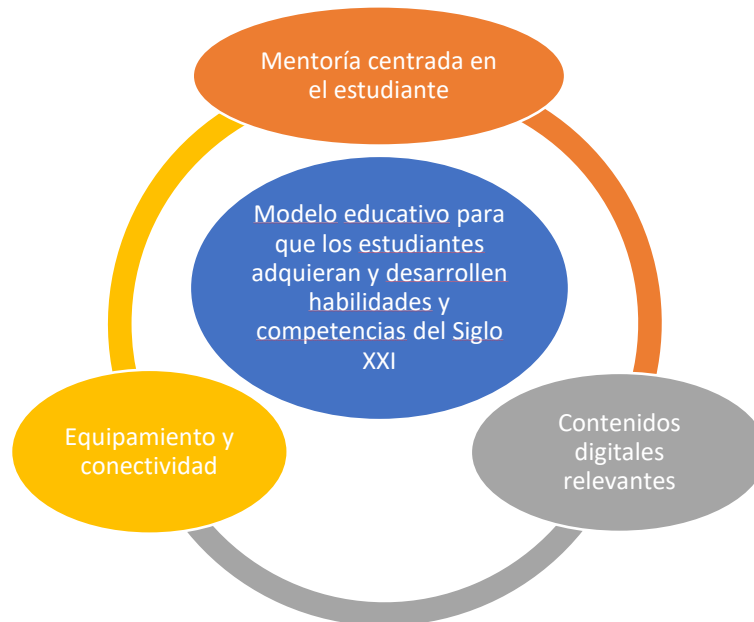 Mentoría centrada en
el estudiante
Modelo educativo para
que los estudiantes
adquieran y desarrollen
habilidades y
competencias del Siglo
XXI
Equipamiento y
conectividad
Contenidos
digitales
relevantes